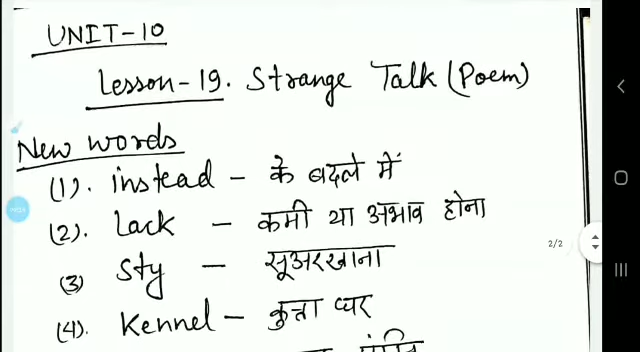 UNIT-10
Lesson-19. Strange Talk (Poem)
New words
(1). instead - के बदले में
(2). Lack - कमी या अभाव होना
2/2
(3) Sty - सूअरखाना
(4). Kennel - कुत्ता घर